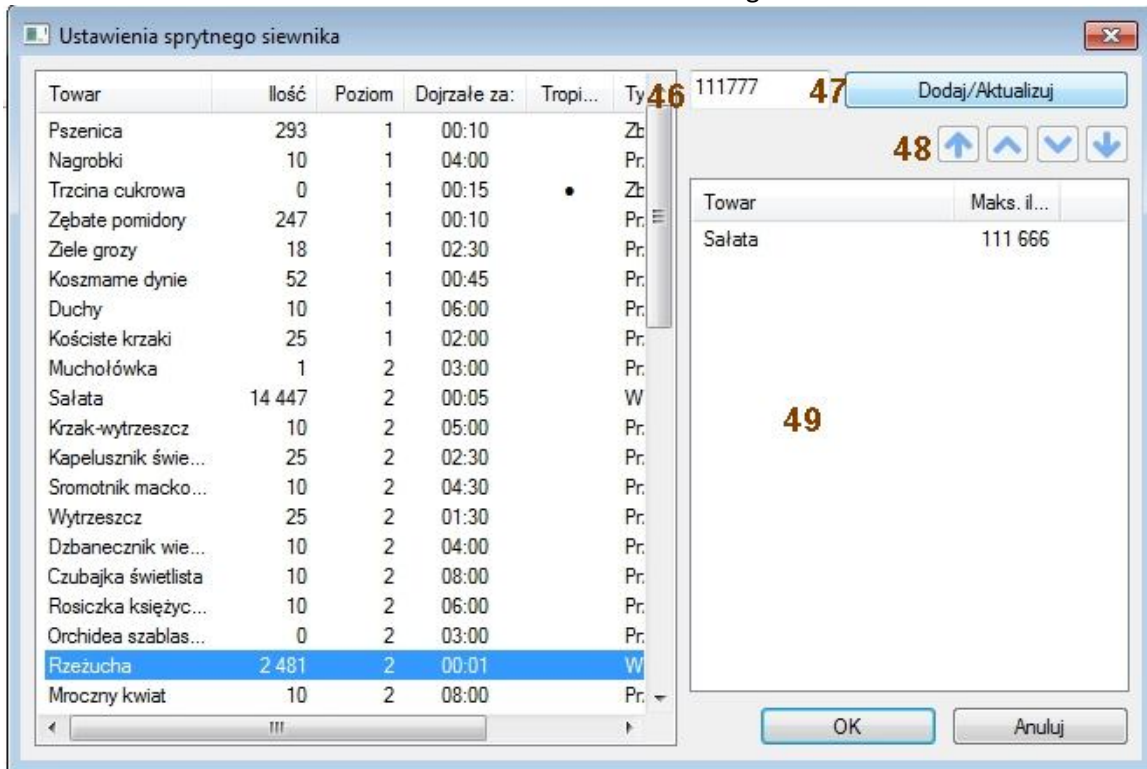 Ustawienia sprytnego siewnika
Towar Ilość Poziom Dojrzałe za: Tropi... Ty 46
Pszenica 293 1 00:10 Zb
Nagrobki 10 1 04:00 Pr.
Trzcina cukrowa 0 1 00:15 • Zb
Zębate pomidory 247 1 00:10 Pr.
Ziele grozy 18 1 02:30 Pr.
Koszmarne dynie 52 1 00:45 Pr.
Duchy 10 1 06:00 Pr.
Kościste krzaki 25 1 02:00 Pr.
Muchołówka 1 2 03:00 Pr.
Sałata 14 447 2 00:05 W
Krzak-wytrzeszcz 10 2 05:00 Pr.
Kapelusznik świe... 25 2 02:30 Pr.
Sromotnik macko... 10 2 04:30 Pr.
Wytrzeszcz 25 2 01:30 Pr.
Dzbanecznik wie... 10 2 04:00 Pr.
Czubajka świetlista 10 2 08:00 Pr.
Rosiczka księżyc... 10 2 06:00 Pr.
Orchidea szablas... 0 2 03:00 Pr.
Rzeżucha 2 481 2 00:01 W
Mroczny kwiat 10 2 08:00 Pr.
111777 47 Dodaj/Aktualizuj
48
Towar Maks. il...
Sałata 111 666
49
OK Anuluj